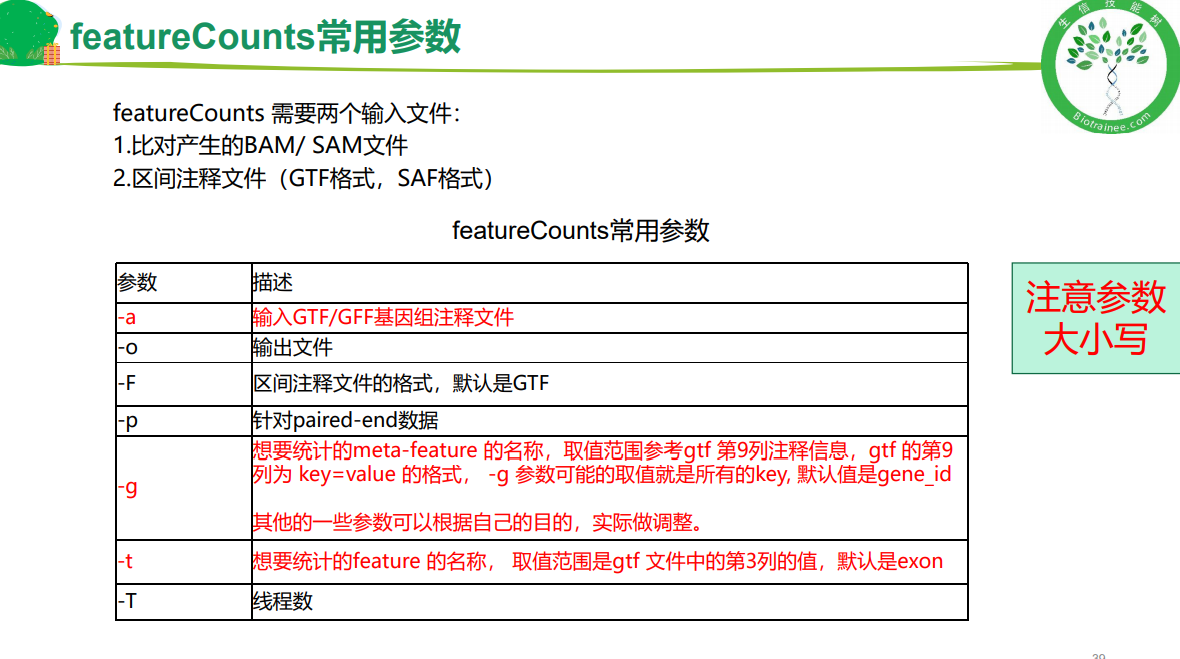 featureCounts常用参数
生信技能树
Biotrainee.com
featureCounts 需要两个输入文件：
1.比对产生的BAM/ SAM文件
2.区间注释文件（GTF格式，SAF格式）
featureCounts常用参数
参数 描述
-a 输入GTF/GFF基因组注释文件
-o 输出文件
-F 区间注释文件的格式，默认是GTF
-p 针对paired-end数据
-g 想要统计的meta-feature 的名称，取值范围参考gtf 第9列注释信息，gtf 的第9
列为 key=value 的格式， -g 参数可能的取值就是所有的key, 默认值是gene_id
其他的一些参数可以根据自己的目的，实际做调整。
-t 想要统计的feature 的名称， 取值范围是gtf 文件中的第3列的值，默认是exon
-T 线程数
注意参数
大小写
39